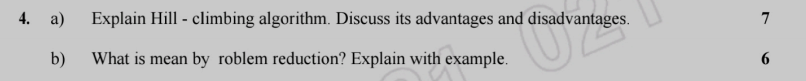 4. a) Explain Hill - climbing algorithm. Discuss its advantages and disadvantages. 7
b) What is mean by roblem reduction? Explain with example. 6